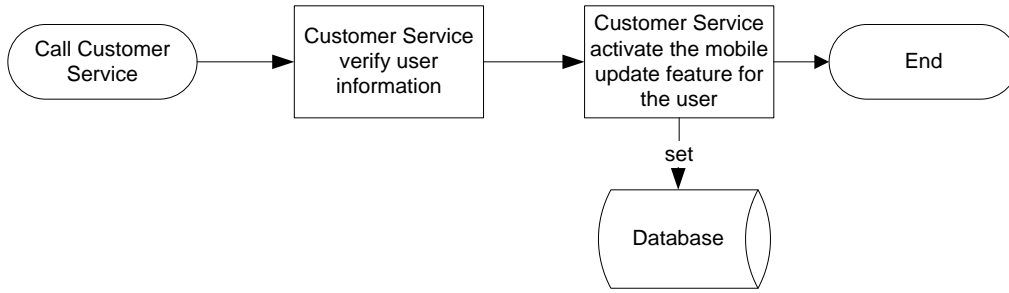 Call Customer
Service
Customer Service
verify user
information
Customer Service
activate the mobile
update feature for
the user
End
set
Database